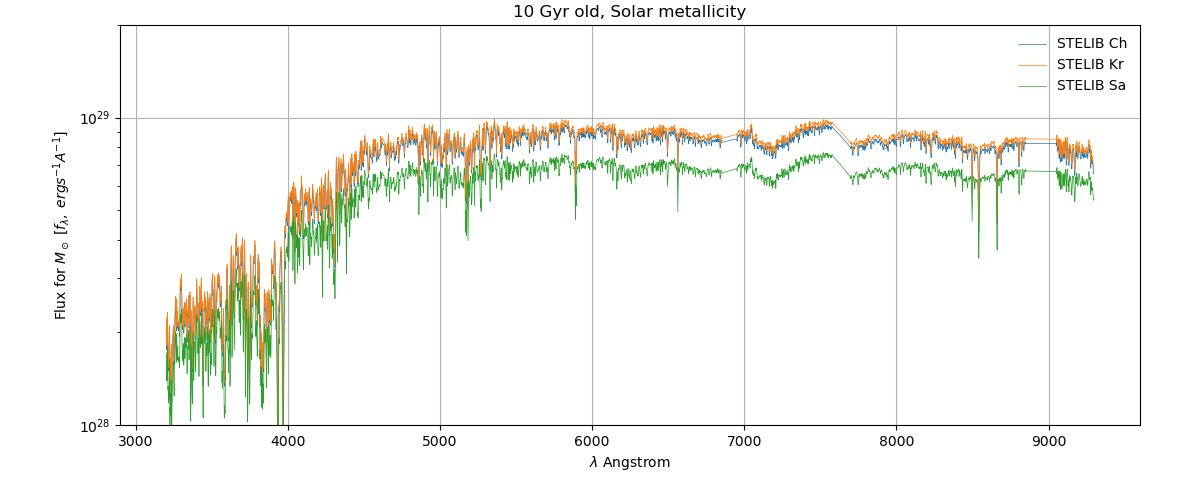 10 Gyr old, Solar metallicity
10^29
10^28
Flux for M_⊙ [f_λ, ergs^−1 A^−1]
STELIB Ch
STELIB Kr
STELIB Sa
3000 4000 5000 6000 7000 8000 9000
λ Angstrom